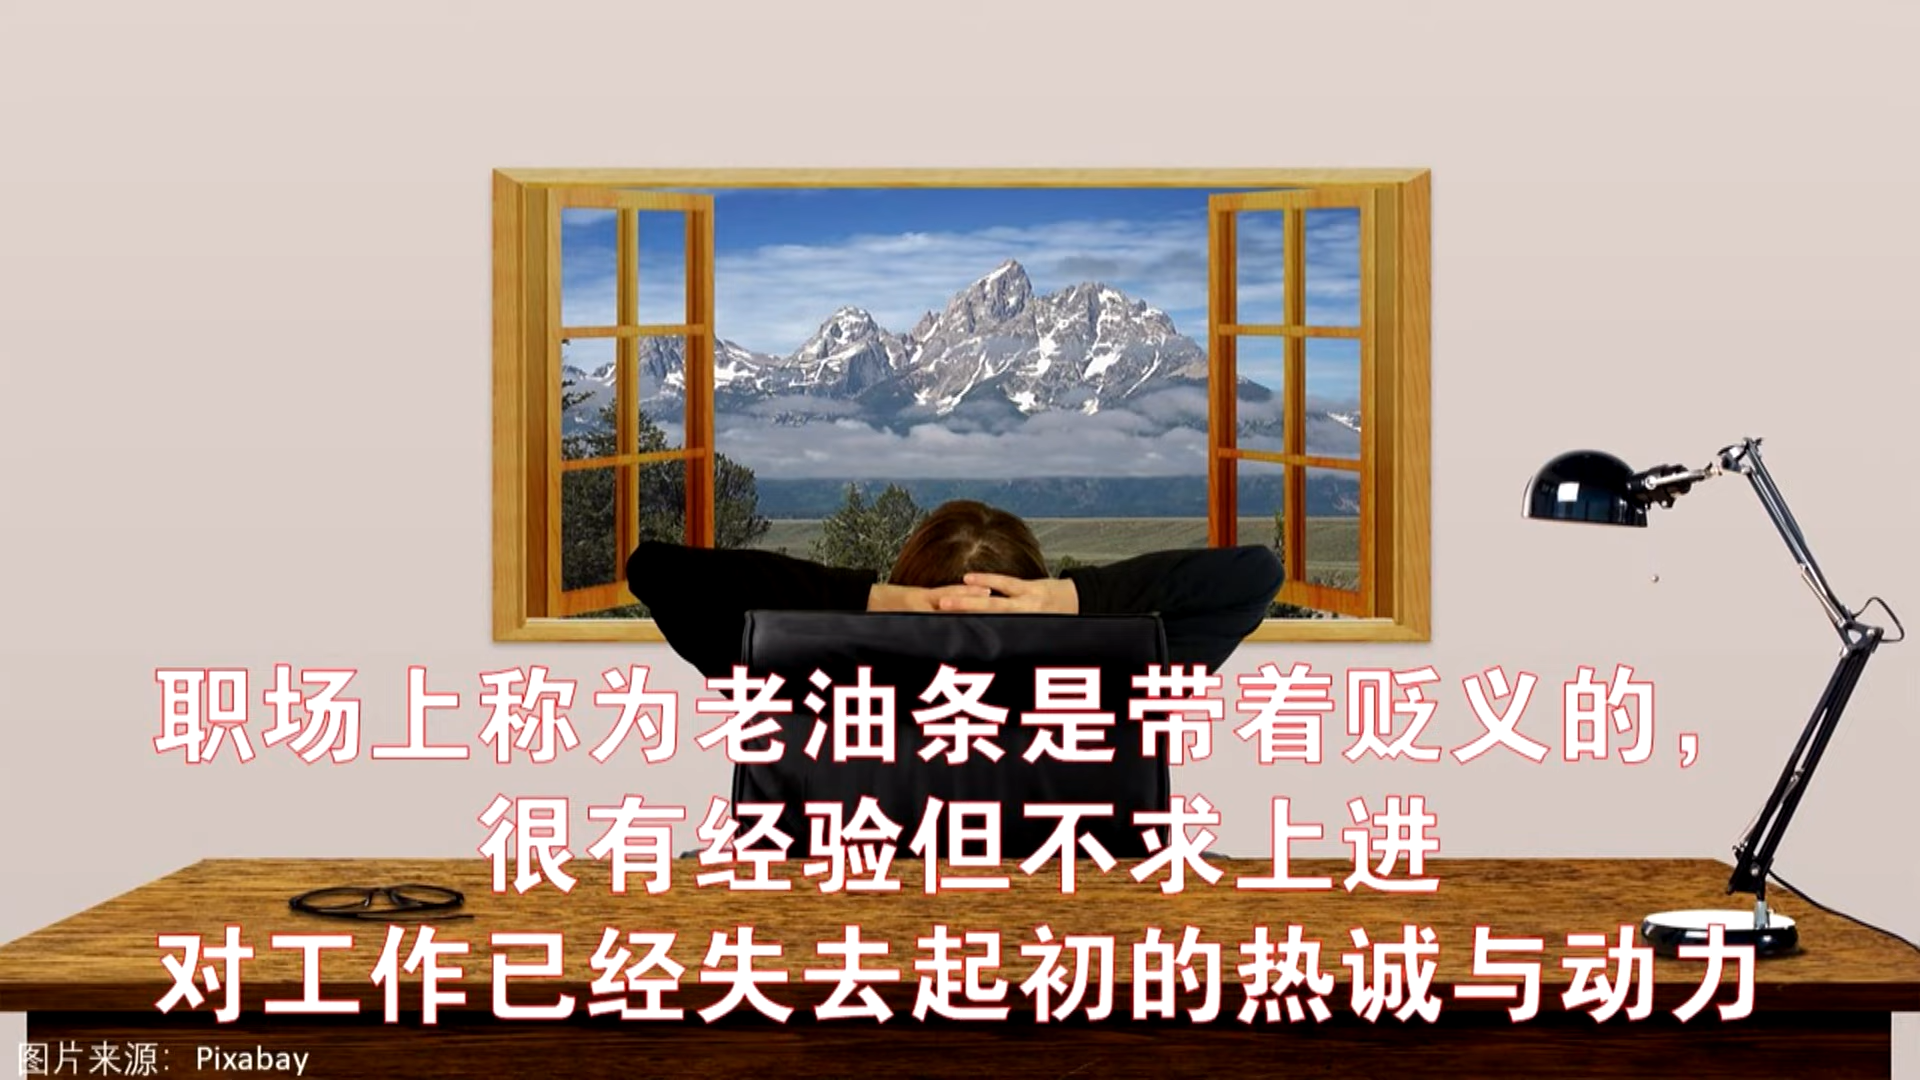 职场上称为老油条是带着贬义的，
很有经验但不求上进
对工作已经失去起初的热诚与动力
图片来源：Pixabay